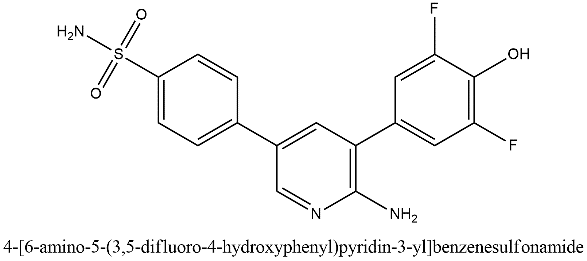 F
O
H₂N
S
O
OH
F
N
NH₂
4-[6-amino-5-(3,5-difluoro-4-hydroxyphenyl)pyridin-3-yl]benzenesulfonamide